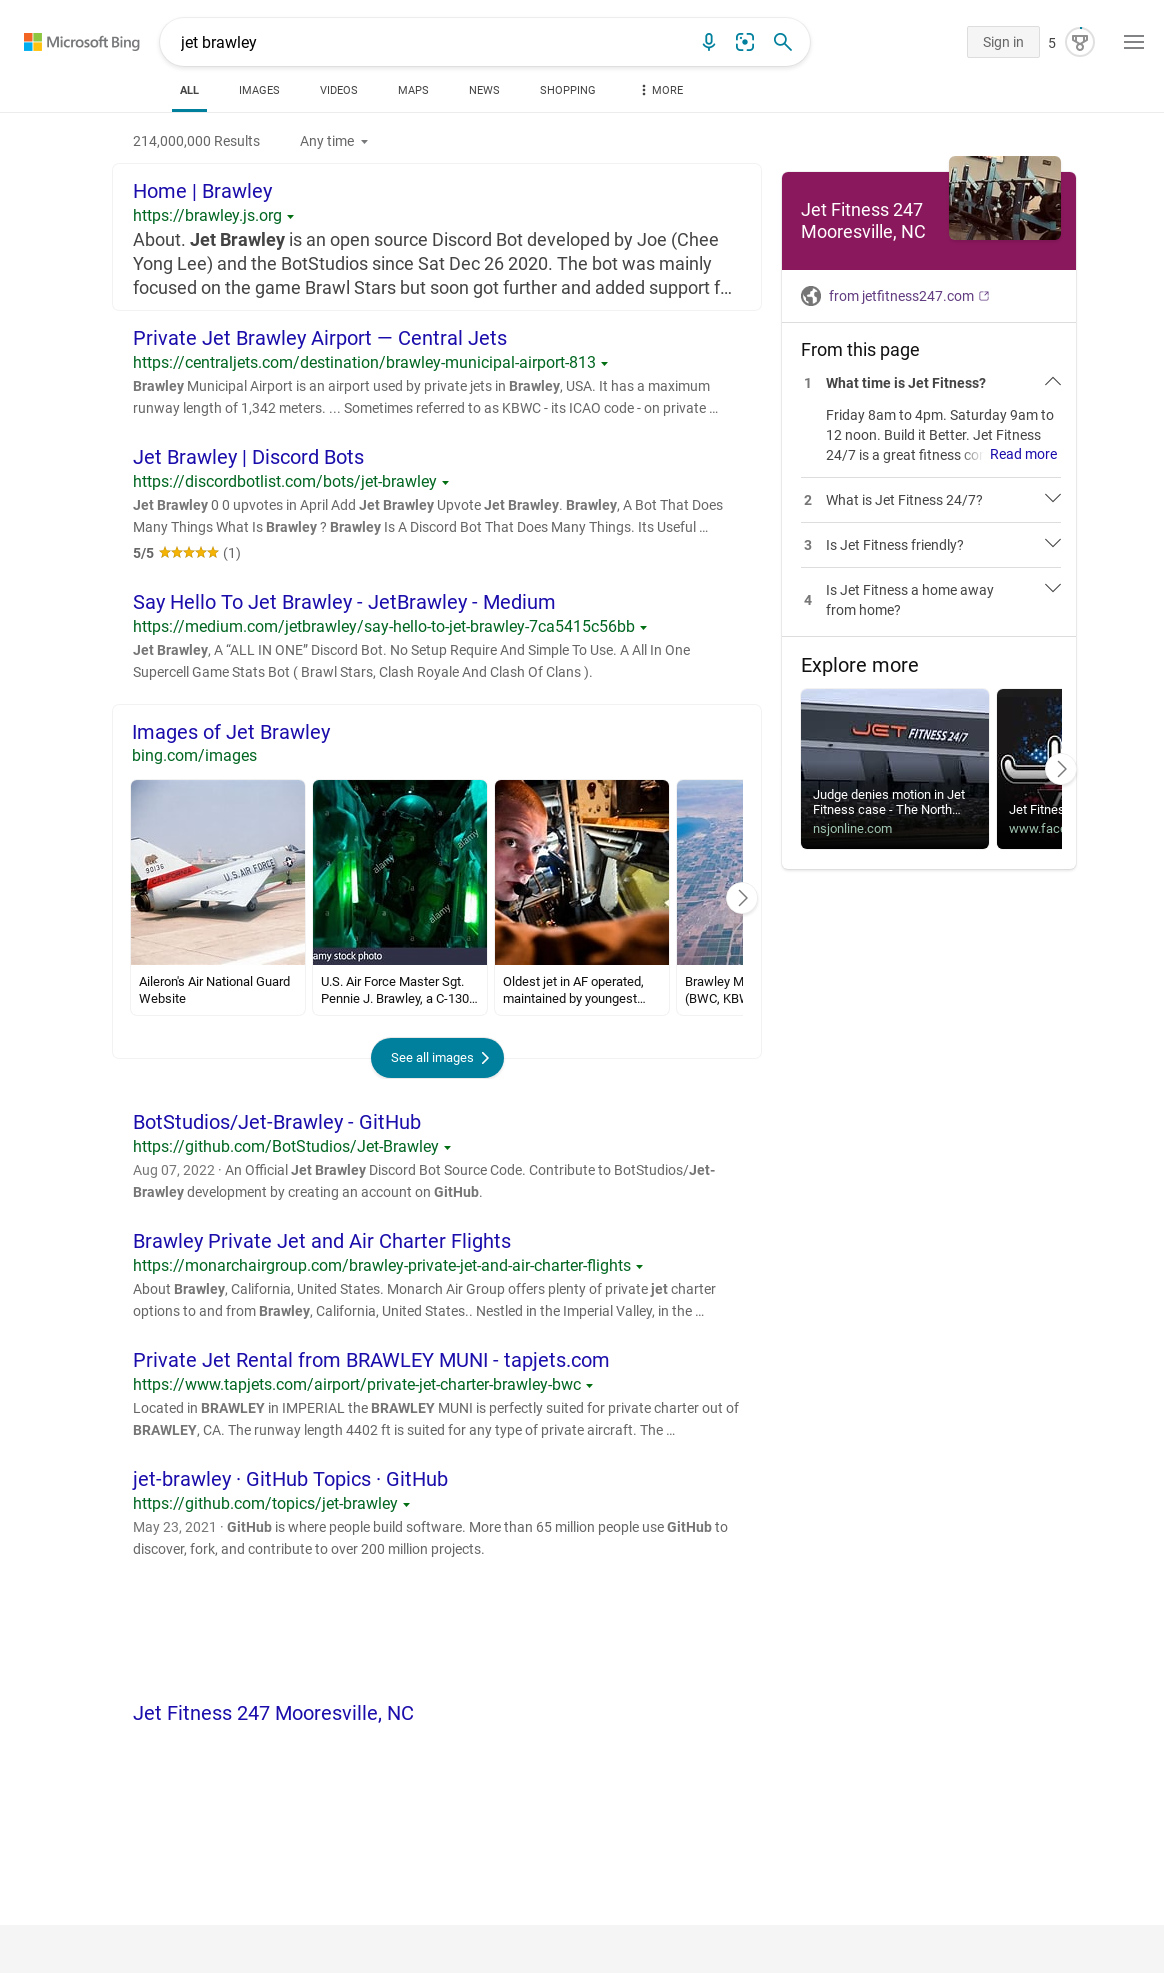 Microsoft Bing
jet brawley
Sign in
5
ALL
IMAGES
VIDEOS
MAPS
NEWS
SHOPPING
MORE
214,000,000 Results
Any time
Home | Brawley
https://brawley.js.org
About. Jet Brawley is an open source Discord Bot developed by Joe (Chee
Yong Lee) and the BotStudios since Sat Dec 26 2020. The bot was mainly
focused on the game Brawl Stars but soon got further and added support f…
Private Jet Brawley Airport — Central Jets
https://centraljets.com/destination/brawley-municipal-airport-813
Brawley Municipal Airport is an airport used by private jets in Brawley, USA. It has a maximum
runway length of 1,342 meters. ... Sometimes referred to as KBWC - its ICAO code - on private …
Jet Brawley | Discord Bots
https://discordbotlist.com/bots/jet-brawley
Jet Brawley 0 0 upvotes in April Add Jet Brawley Upvote Jet Brawley. Brawley, A Bot That Does
Many Things What Is Brawley ? Brawley Is A Discord Bot That Does Many Things. Its Useful …
5/5 (1)
Say Hello To Jet Brawley - JetBrawley - Medium
https://medium.com/jetbrawley/say-hello-to-jet-brawley-7ca5415c56bb
Jet Brawley, A “ALL IN ONE” Discord Bot. No Setup Require And Simple To Use. A All In One
Supercell Game Stats Bot ( Brawl Stars, Clash Royale And Clash Of Clans ).
Images of Jet Brawley
bing.com/images
90136
CALIFORNIA
U.S. AIR FORCE
USAF
alamy
alamy
alamy
amy stock photo
Aileron's Air National Guard
Website
U.S. Air Force Master Sgt.
Pennie J. Brawley, a C-130…
Oldest jet in AF operated,
maintained by youngest…
Brawley M
(BWC, KBW
See all images
BotStudios/Jet-Brawley - GitHub
https://github.com/BotStudios/Jet-Brawley
Aug 07, 2022 · An Official Jet Brawley Discord Bot Source Code. Contribute to BotStudios/Jet-
Brawley development by creating an account on GitHub.
Brawley Private Jet and Air Charter Flights
https://monarchairgroup.com/brawley-private-jet-and-air-charter-flights
About Brawley, California, United States. Monarch Air Group offers plenty of private jet charter
options to and from Brawley, California, United States.. Nestled in the Imperial Valley, in the …
Private Jet Rental from BRAWLEY MUNI - tapjets.com
https://www.tapjets.com/airport/private-jet-charter-brawley-bwc
Located in BRAWLEY in IMPERIAL the BRAWLEY MUNI is perfectly suited for private charter out of
BRAWLEY, CA. The runway length 4402 ft is suited for any type of private aircraft. The …
jet-brawley · GitHub Topics · GitHub
https://github.com/topics/jet-brawley
May 23, 2021 · GitHub is where people build software. More than 65 million people use GitHub to
discover, fork, and contribute to over 200 million projects.
Jet Fitness 247 Mooresville, NC
Jet Fitness 247
Mooresville, NC
from jetfitness247.com
From this page
1 What time is Jet Fitness?
Friday 8am to 4pm. Saturday 9am to
12 noon. Build it Better. Jet Fitness
24/7 is a great fitness co Read more
2 What is Jet Fitness 24/7?
3 Is Jet Fitness friendly?
4 Is Jet Fitness a home away
from home?
Explore more
JET FITNESS 24/7
Judge denies motion in Jet
Fitness case - The North…
nsjonline.com
Jet Fitnes
www.face